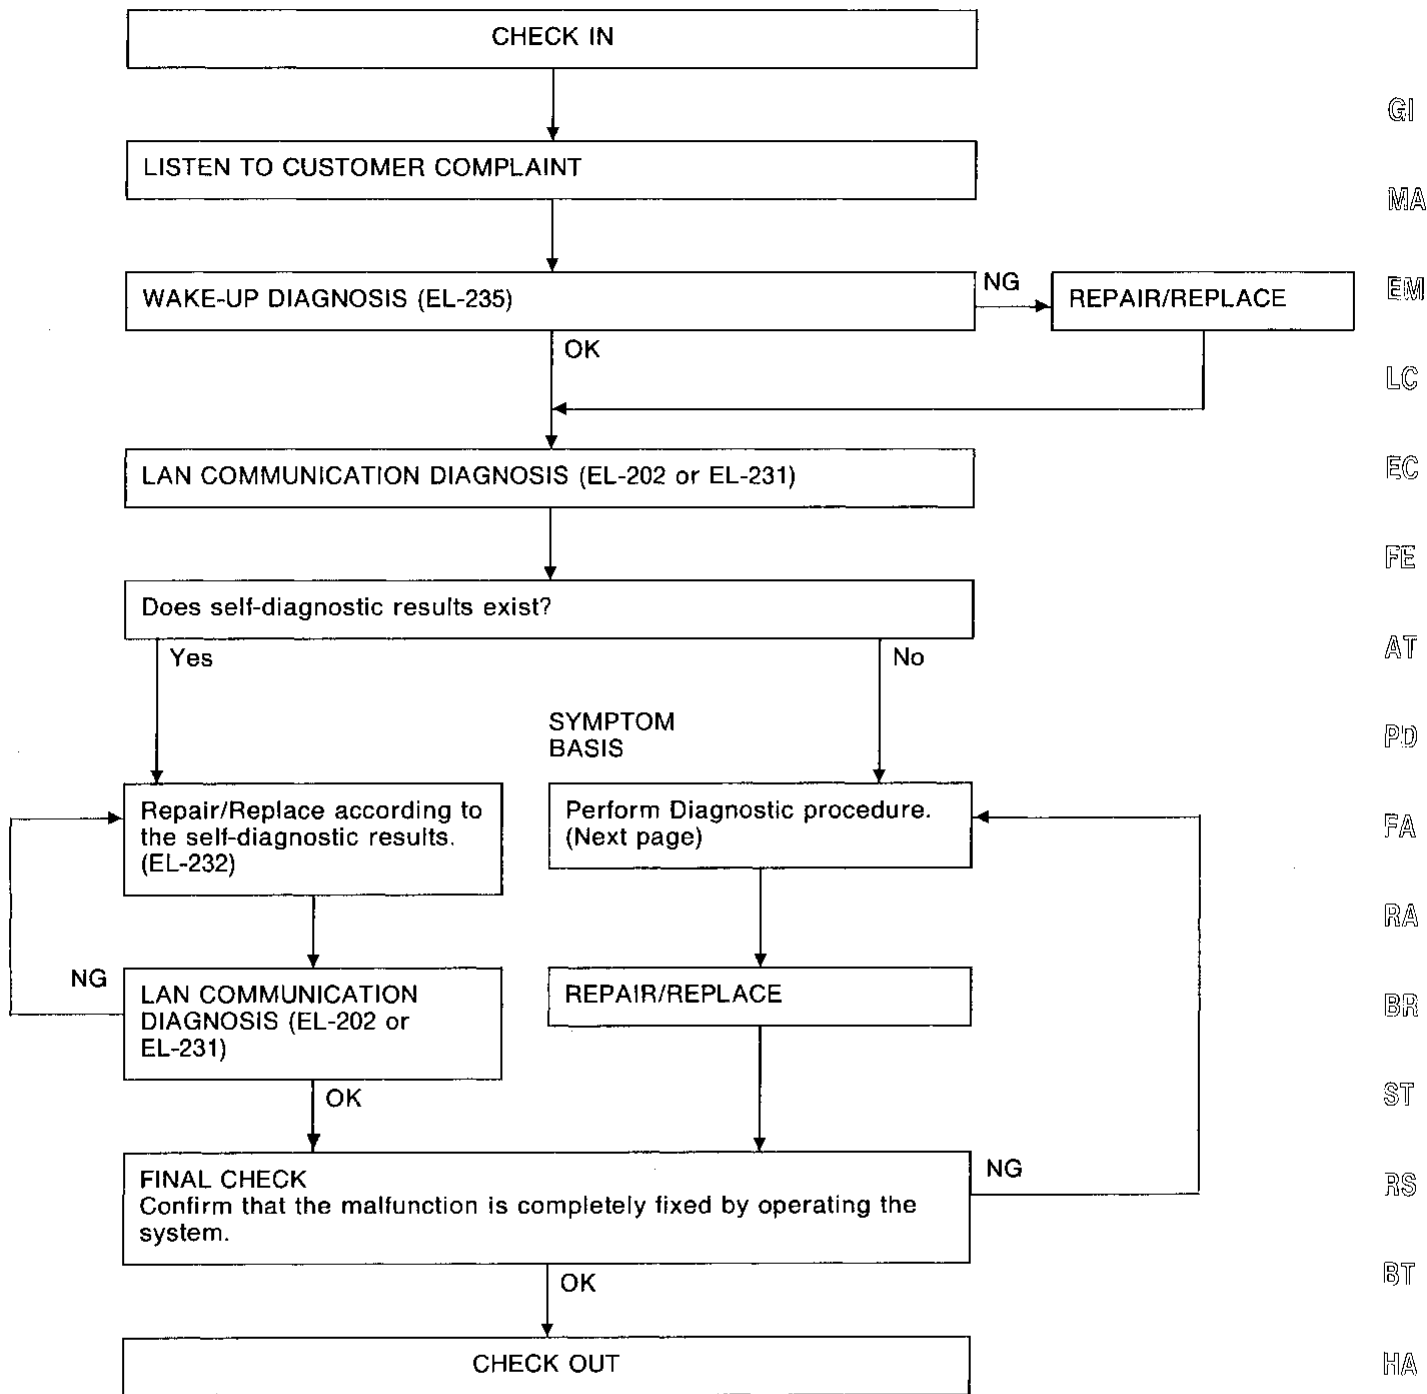 CHECK IN
LISTEN TO CUSTOMER COMPLAINT
WAKE-UP DIAGNOSIS (EL-235)
NG
REPAIR/REPLACE
OK
LAN COMMUNICATION DIAGNOSIS (EL-202 or EL-231)
Does self-diagnostic results exist?
Yes
No
SYMPTOM
BASIS
Repair/Replace according to
the self-diagnostic results.
(EL-232)
Perform Diagnostic procedure.
(Next page)
NG
LAN COMMUNICATION
DIAGNOSIS (EL-202 or
EL-231)
REPAIR/REPLACE
OK
FINAL CHECK
Confirm that the malfunction is completely fixed by operating the
system.
NG
OK
CHECK OUT
GI
MA
EM
LC
EC
FE
AT
PD
FA
RA
BR
ST
RS
BT
HA